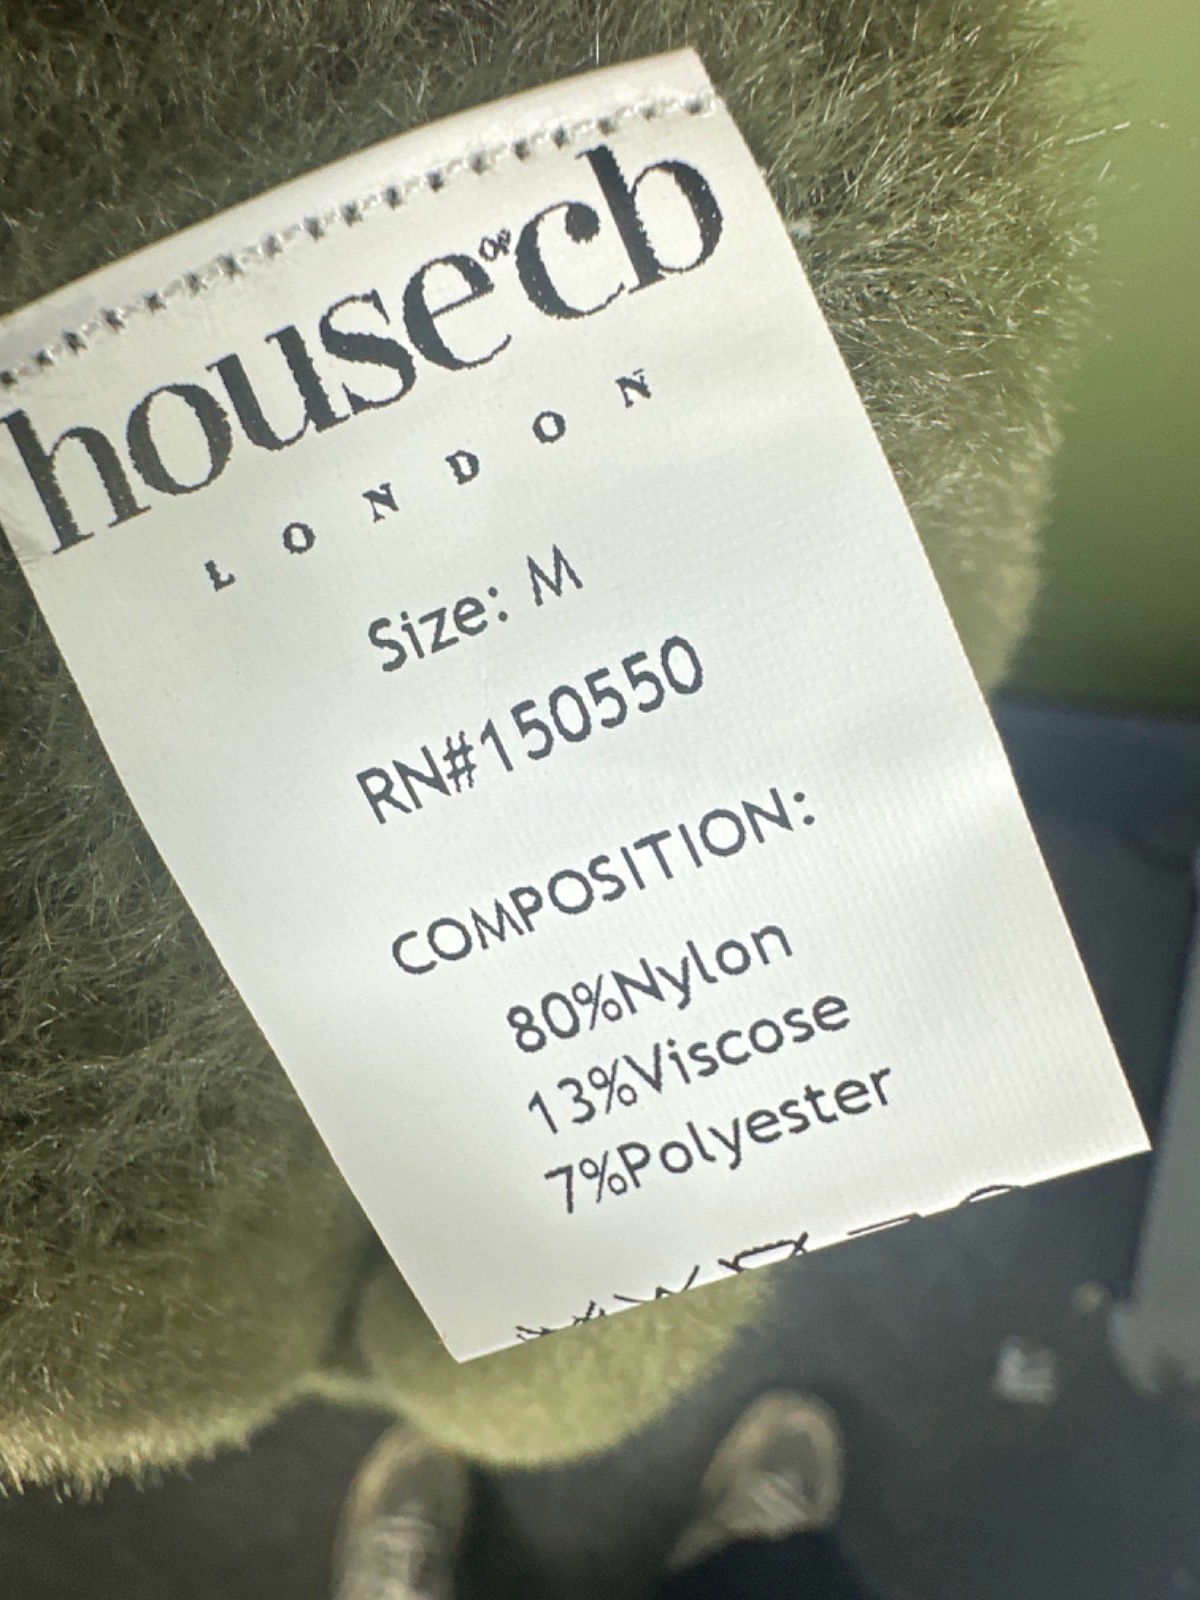 house of cb
LONDON
Size: M
RN#150550
COMPOSITION:
80%Nylon
13%Viscose
7%Polyester